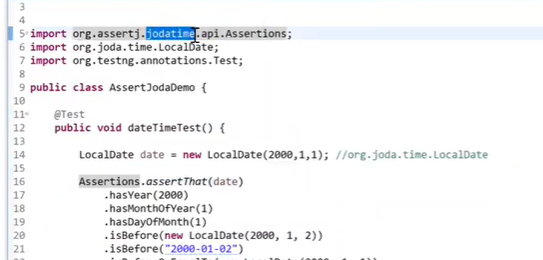 3
4
5 import org.assertj.jodatime.api.Assertions;
6 import org.joda.time.LocalDate;
7 import org.testng.annotations.Test;
8
9 public class AssertJodaDemo {
10
11 @Test
12 public void dateTimeTest() {
13
14 LocalDate date = new LocalDate(2000,1,1); //org.joda.time.LocalDate
15
16 Assertions.assertThat(date)
17 .hasYear(2000)
18 .hasMonthOfYear(1)
19 .hasDayOfMonth(1)
20 .isBefore(new LocalDate(2000, 1, 2))
21 .isBefore("2000-01-02")